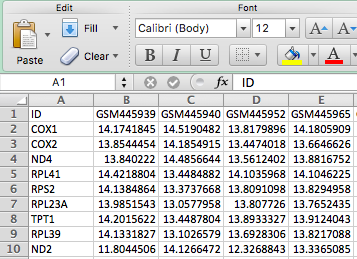 Edit Font
Fill Calibri (Body) 12 A A
Paste Clear B I U A
A1 fx ID
A B C D E
1 ID GSM445939 GSM445940 GSM445952 GSM445965
2 COX1 14.1741845 14.5190482 13.8179896 14.1805909
3 COX2 13.8544454 14.1854915 13.4474018 13.6646626
4 ND4 13.840222 14.4856644 13.5612402 13.8816752
5 RPL41 14.4218804 13.4484882 14.1035968 14.1046225
6 RPS2 14.1384864 13.3737668 13.8091098 13.8294958
7 RPL23A 13.9851543 13.0577958 13.807726 13.7652435
8 TPT1 14.2015622 13.4487804 13.8933327 13.9124043
9 RPL39 14.1331827 13.1026579 13.6928306 13.8217088
10 ND2 11.8044506 14.1266472 12.3268843 13.3365085